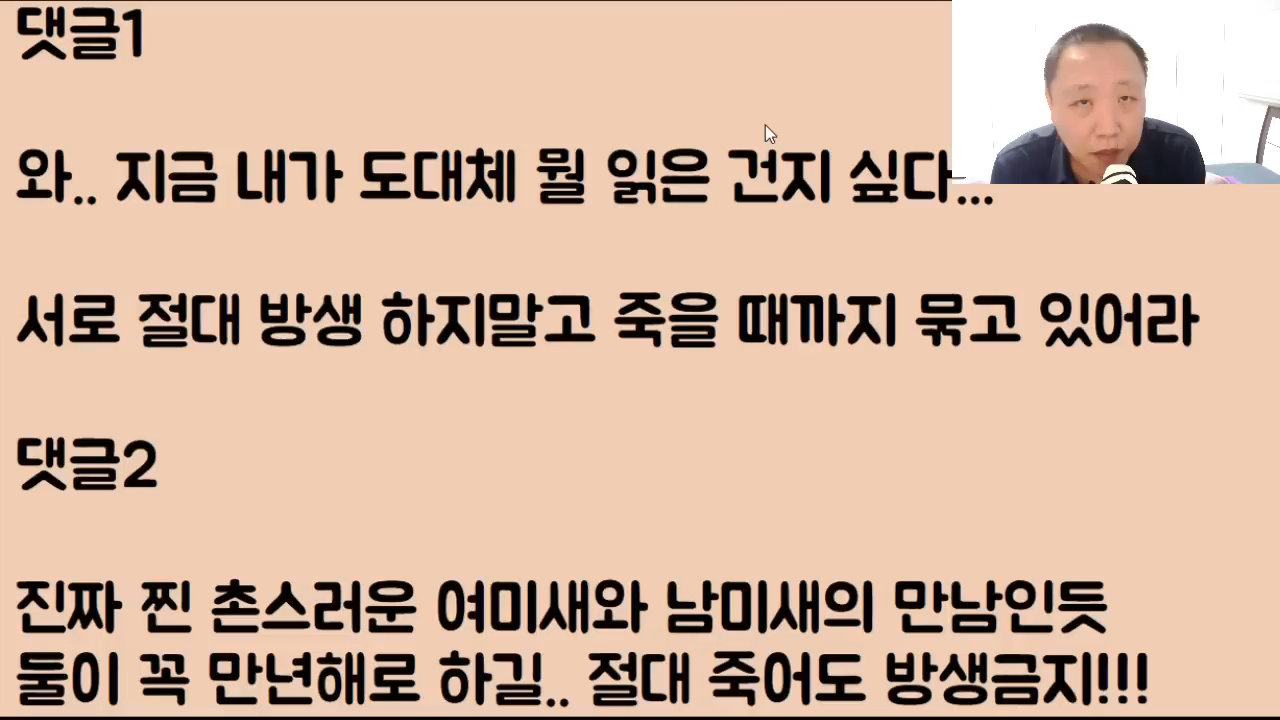 댓글1
와.. 지금 내가 도대체 뭘 읽은 건지 싶다...
서로 절대 방생 하지말고 죽을 때까지 묶고 있어라
댓글2
진짜 찐 촌스러운 여미새와 남미새의 만남인듯
둘이 꼭 만년해로 하길.. 절대 죽어도 방생금지!!!